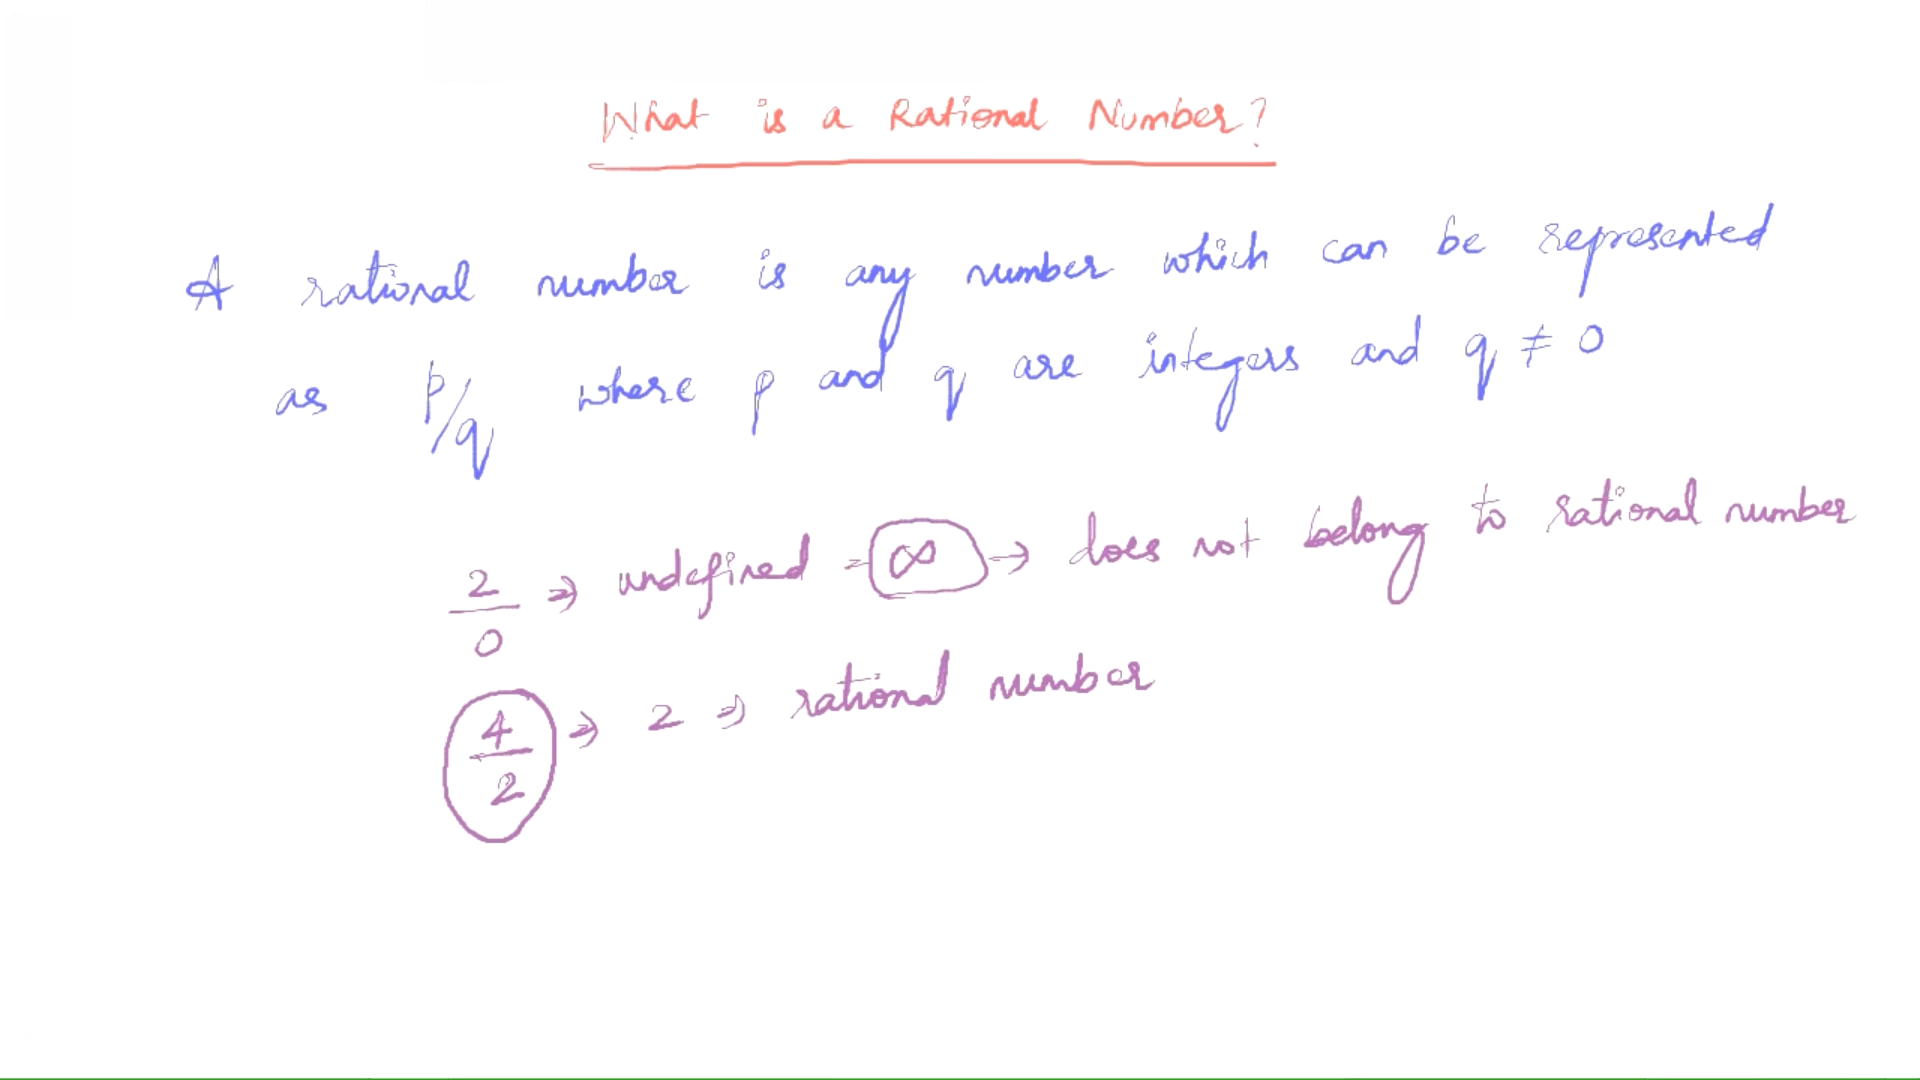 What is a Rational Number?
A rational number is any number which can be represented
as p/q where p and q are integers and q ≠ 0
2/0 ⇒ undefined = ∞ → does not belong to rational number
4/2 ⇒ 2 ⇒ rational number